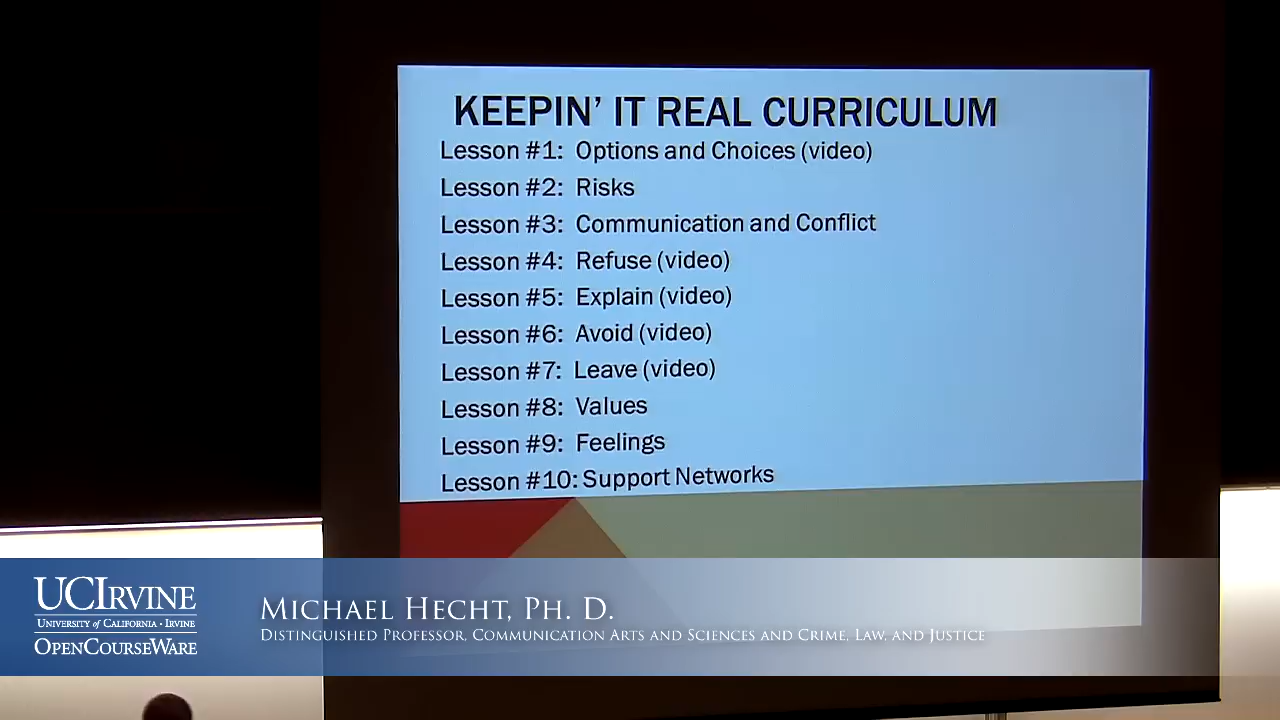 KEEPIN' IT REAL CURRICULUM
Lesson #1: Options and Choices (video)
Lesson #2: Risks
Lesson #3: Communication and Conflict
Lesson #4: Refuse (video)
Lesson #5: Explain (video)
Lesson #6: Avoid (video)
Lesson #7: Leave (video)
Lesson #8: Values
Lesson #9: Feelings
Lesson #10: Support Networks
UCIRVINE
UNIVERSITY of CALIFORNIA · IRVINE
OPENCOURSEWARE
MICHAEL HECHT, PH. D.
DISTINGUISHED PROFESSOR, COMMUNICATION ARTS AND SCIENCES AND CRIME, LAW, AND JUSTICE